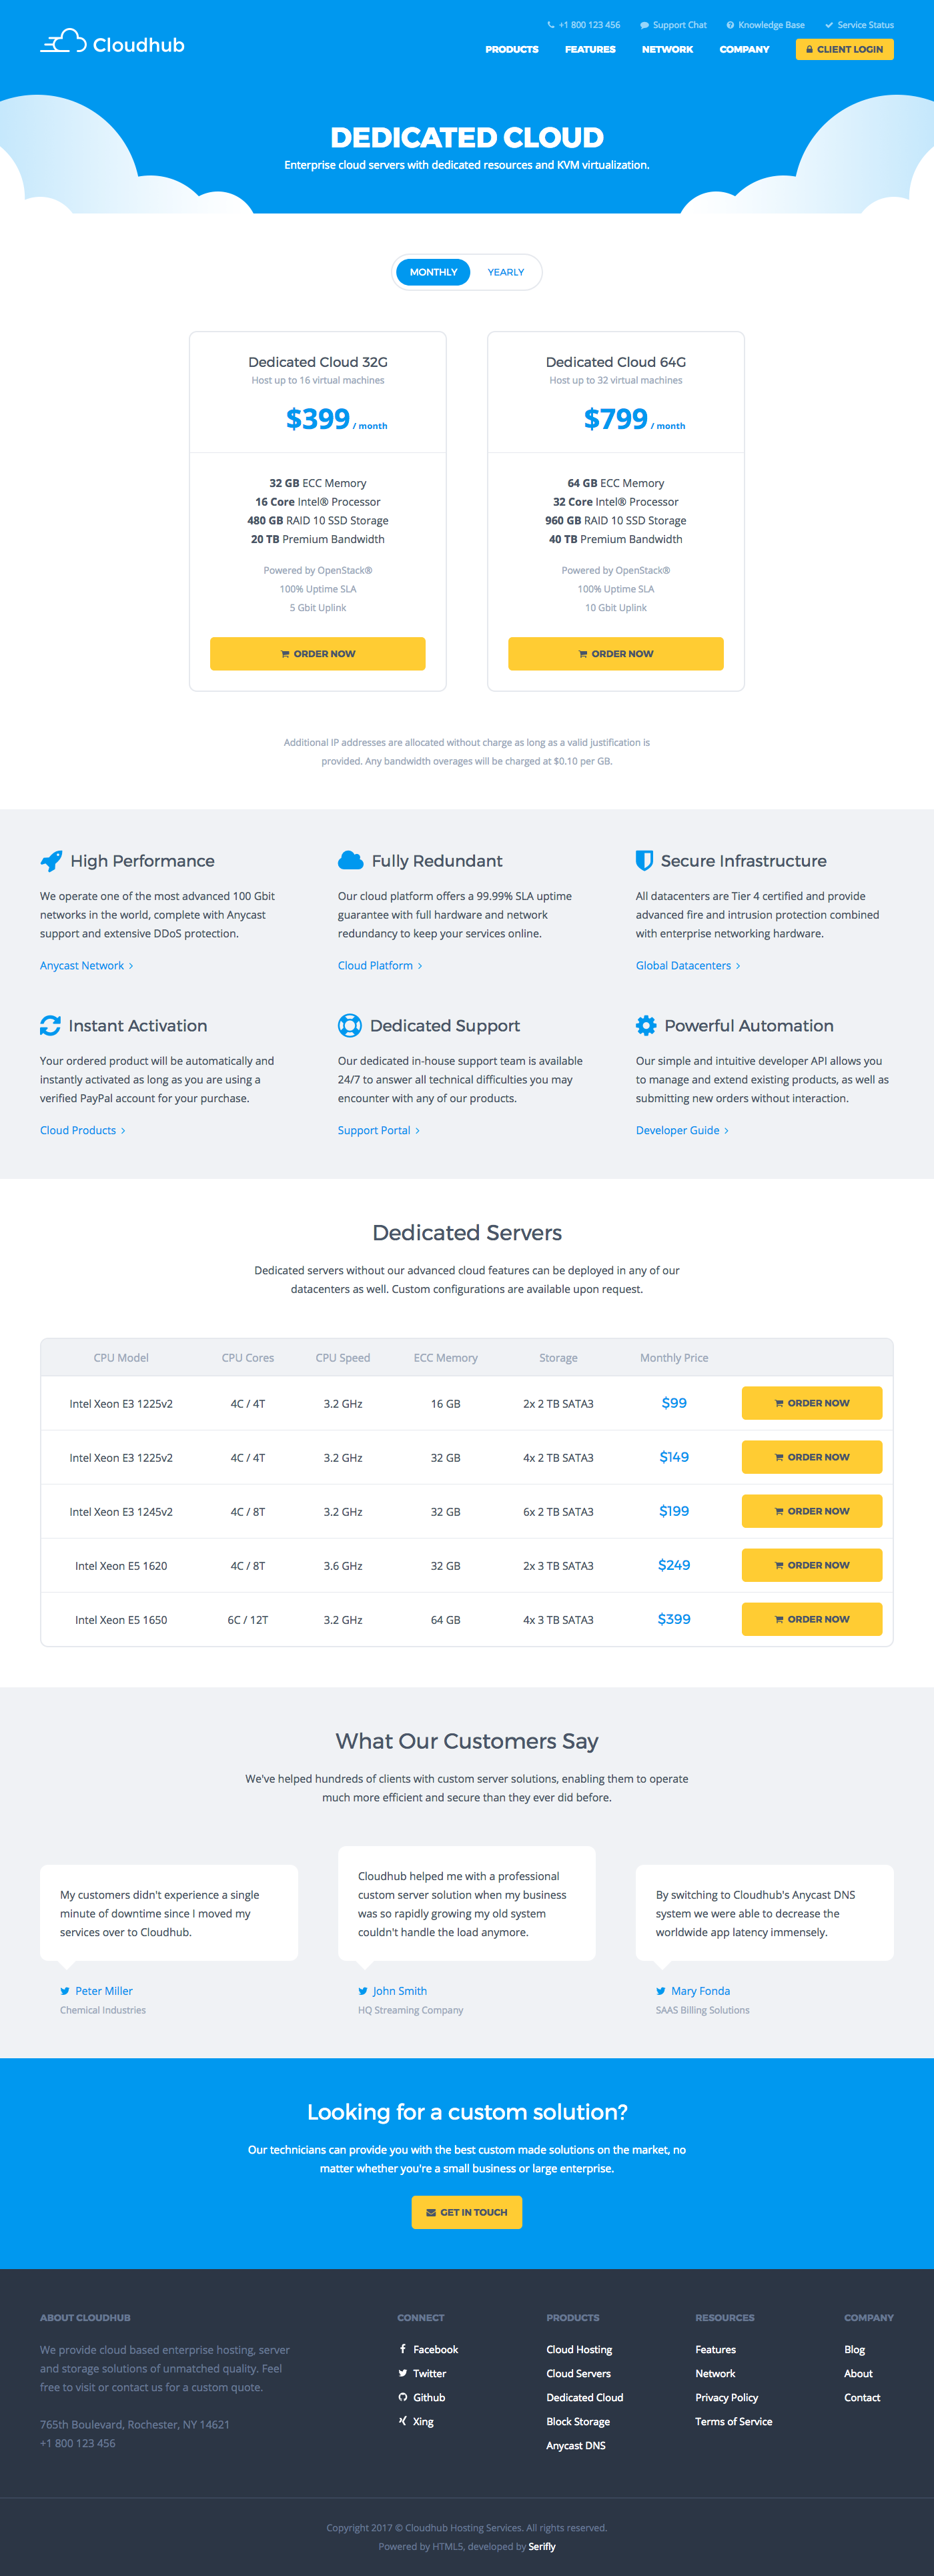 +1 800 123 456 Support Chat Knowledge Base Service Status
Cloudhub
PRODUCTS FEATURES NETWORK COMPANY CLIENT LOGIN
DEDICATED CLOUD
Enterprise cloud servers with dedicated resources and KVM virtualization.
MONTHLY YEARLY
Dedicated Cloud 32G
Host up to 16 virtual machines
$399 / month
32 GB ECC Memory
16 Core Intel® Processor
480 GB RAID 10 SSD Storage
20 TB Premium Bandwidth
Powered by OpenStack®
100% Uptime SLA
5 Gbit Uplink
ORDER NOW
Dedicated Cloud 64G
Host up to 32 virtual machines
$799 / month
64 GB ECC Memory
32 Core Intel® Processor
960 GB RAID 10 SSD Storage
40 TB Premium Bandwidth
Powered by OpenStack®
100% Uptime SLA
10 Gbit Uplink
ORDER NOW
Additional IP addresses are allocated without charge as long as a valid justification is
provided. Any bandwidth overages will be charged at $0.10 per GB.
High Performance
We operate one of the most advanced 100 Gbit
networks in the world, complete with Anycast
support and extensive DDoS protection.
Anycast Network
Fully Redundant
Our cloud platform offers a 99.99% SLA uptime
guarantee with full hardware and network
redundancy to keep your services online.
Cloud Platform
Secure Infrastructure
All datacenters are Tier 4 certified and provide
advanced fire and intrusion protection combined
with enterprise networking hardware.
Global Datacenters
Instant Activation
Your ordered product will be automatically and
instantly activated as long as you are using a
verified PayPal account for your purchase.
Cloud Products
Dedicated Support
Our dedicated in-house support team is available
24/7 to answer all technical difficulties you may
encounter with any of our products.
Support Portal
Powerful Automation
Our simple and intuitive developer API allows you
to manage and extend existing products, as well as
submitting new orders without interaction.
Developer Guide
Dedicated Servers
Dedicated servers without our advanced cloud features can be deployed in any of our
datacenters as well. Custom configurations are available upon request.
CPU Model CPU Cores CPU Speed ECC Memory Storage Monthly Price
Intel Xeon E3 1225v2 4C / 4T 3.2 GHz 16 GB 2x 2 TB SATA3 $99 ORDER NOW
Intel Xeon E3 1225v2 4C / 4T 3.2 GHz 32 GB 4x 2 TB SATA3 $149 ORDER NOW
Intel Xeon E3 1245v2 4C / 8T 3.2 GHz 32 GB 6x 2 TB SATA3 $199 ORDER NOW
Intel Xeon E5 1620 4C / 8T 3.6 GHz 32 GB 2x 3 TB SATA3 $249 ORDER NOW
Intel Xeon E5 1650 6C / 12T 3.2 GHz 64 GB 4x 3 TB SATA3 $399 ORDER NOW
What Our Customers Say
We've helped hundreds of clients with custom server solutions, enabling them to operate
much more efficient and secure than they ever did before.
My customers didn't experience a single
minute of downtime since I moved my
services over to Cloudhub.
Peter Miller
Chemical Industries
Cloudhub helped me with a professional
custom server solution when my business
was so rapidly growing my old system
couldn't handle the load anymore.
John Smith
HQ Streaming Company
By switching to Cloudhub's Anycast DNS
system we were able to decrease the
worldwide app latency immensely.
Mary Fonda
SAAS Billing Solutions
Looking for a custom solution?
Our technicians can provide you with the best custom made solutions on the market, no
matter whether you're a small business or large enterprise.
GET IN TOUCH
ABOUT CLOUDHUB
We provide cloud based enterprise hosting, server
and storage solutions of unmatched quality. Feel
free to visit or contact us for a custom quote.
765th Boulevard, Rochester, NY 14621
+1 800 123 456
CONNECT
Facebook
Twitter
Github
Xing
PRODUCTS
Cloud Hosting
Cloud Servers
Dedicated Cloud
Block Storage
Anycast DNS
RESOURCES
Features
Network
Privacy Policy
Terms of Service
COMPANY
Blog
About
Contact
Copyright 2017 © Cloudhub Hosting Services. All rights reserved.
Powered by HTML5, developed by Serifly